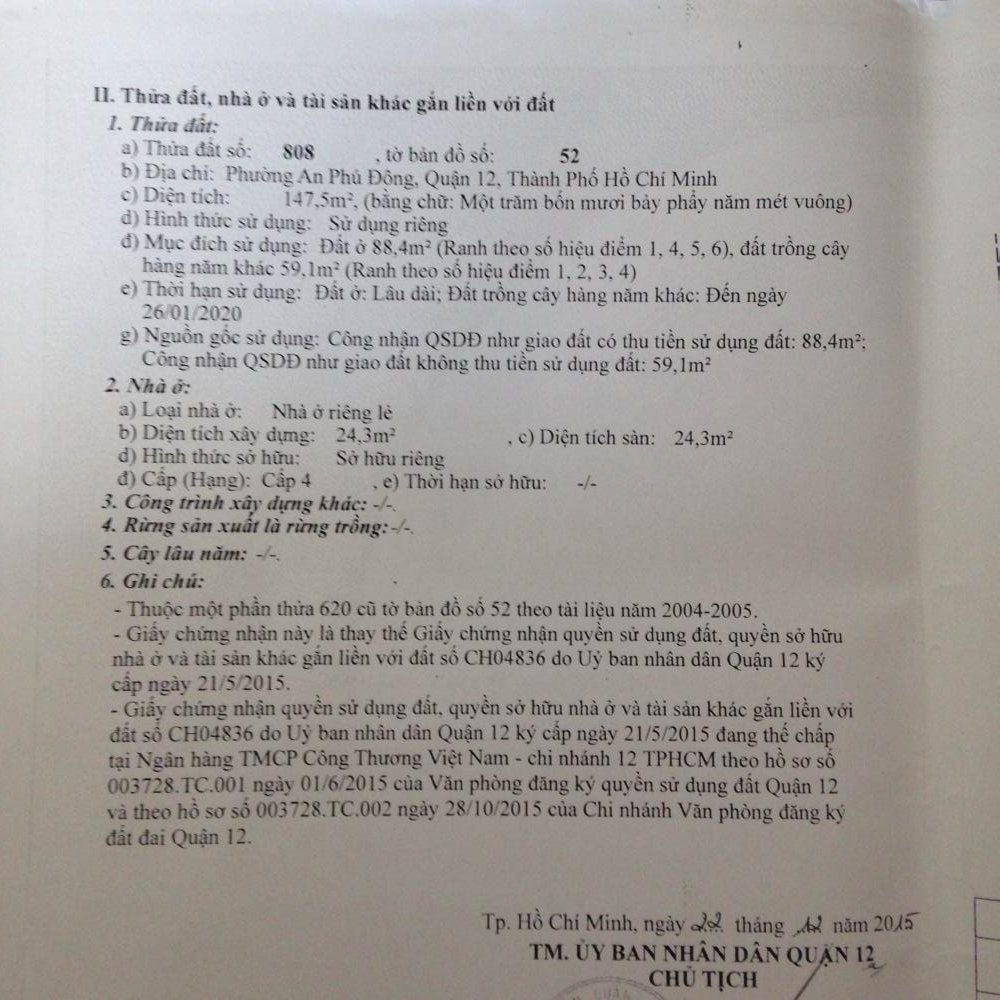 II. Thửa đất, nhà ở và tài sản khác gắn liền với đất
1. Thửa đất:
a) Thửa đất số: 808 , tờ bản đồ số: 52
b) Địa chỉ: Phường An Phú Đông, Quận 12, Thành Phố Hồ Chí Minh
c) Diện tích: 147,5m², (bằng chữ: Một trăm bốn mươi bảy phẩy năm mét vuông)
d) Hình thức sử dụng: Sử dụng riêng
đ) Mục đích sử dụng: Đất ở 88,4m² (Ranh theo số hiệu điểm 1, 4, 5, 6), đất trồng cây
hàng năm khác 59,1m² (Ranh theo số hiệu điểm 1, 2, 3, 4)
e) Thời hạn sử dụng: Đất ở: Lâu dài; Đất trồng cây hàng năm khác: Đến ngày
26/01/2020
g) Nguồn gốc sử dụng: Công nhận QSDĐ như giao đất có thu tiền sử dụng đất: 88,4m²;
Công nhận QSDĐ như giao đất không thu tiền sử dụng đất: 59,1m²
2. Nhà ở:
a) Loại nhà ở: Nhà ở riêng lẻ
b) Diện tích xây dựng: 24,3m² , c) Diện tích sàn: 24,3m²
d) Hình thức sở hữu: Sở hữu riêng
đ) Cấp (Hạng): Cấp 4 , e) Thời hạn sở hữu: -/-
3. Công trình xây dựng khác: -/-.
4. Rừng sản xuất là rừng trồng: -/-.
5. Cây lâu năm: -/-.
6. Ghi chú:
- Thuộc một phần thửa 620 cũ tờ bản đồ số 52 theo tài liệu năm 2004-2005.
- Giấy chứng nhận này là thay thế Giấy chứng nhận quyền sử dụng đất, quyền sở hữu
nhà ở và tài sản khác gắn liền với đất số CH04836 do Uỷ ban nhân dân Quận 12 ký
cấp ngày 21/5/2015.
- Giấy chứng nhận quyền sử dụng đất, quyền sở hữu nhà ở và tài sản khác gắn liền với
đất số CH04836 do Uỷ ban nhân dân Quận 12 ký cấp ngày 21/5/2015 đang thế chấp
tại Ngân hàng TMCP Công Thương Việt Nam - chi nhánh 12 TPHCM theo hồ sơ số
003728.TC.001 ngày 01/6/2015 của Văn phòng đăng ký quyền sử dụng đất Quận 12
và theo hồ sơ số 003728.TC.002 ngày 28/10/2015 của Chi nhánh Văn phòng đăng ký
đất đai Quận 12.
Tp. Hồ Chí Minh, ngày 22 tháng 12 năm 2015
TM. ỦY BAN NHÂN DÂN QUẬN 12
CHỦ TỊCH